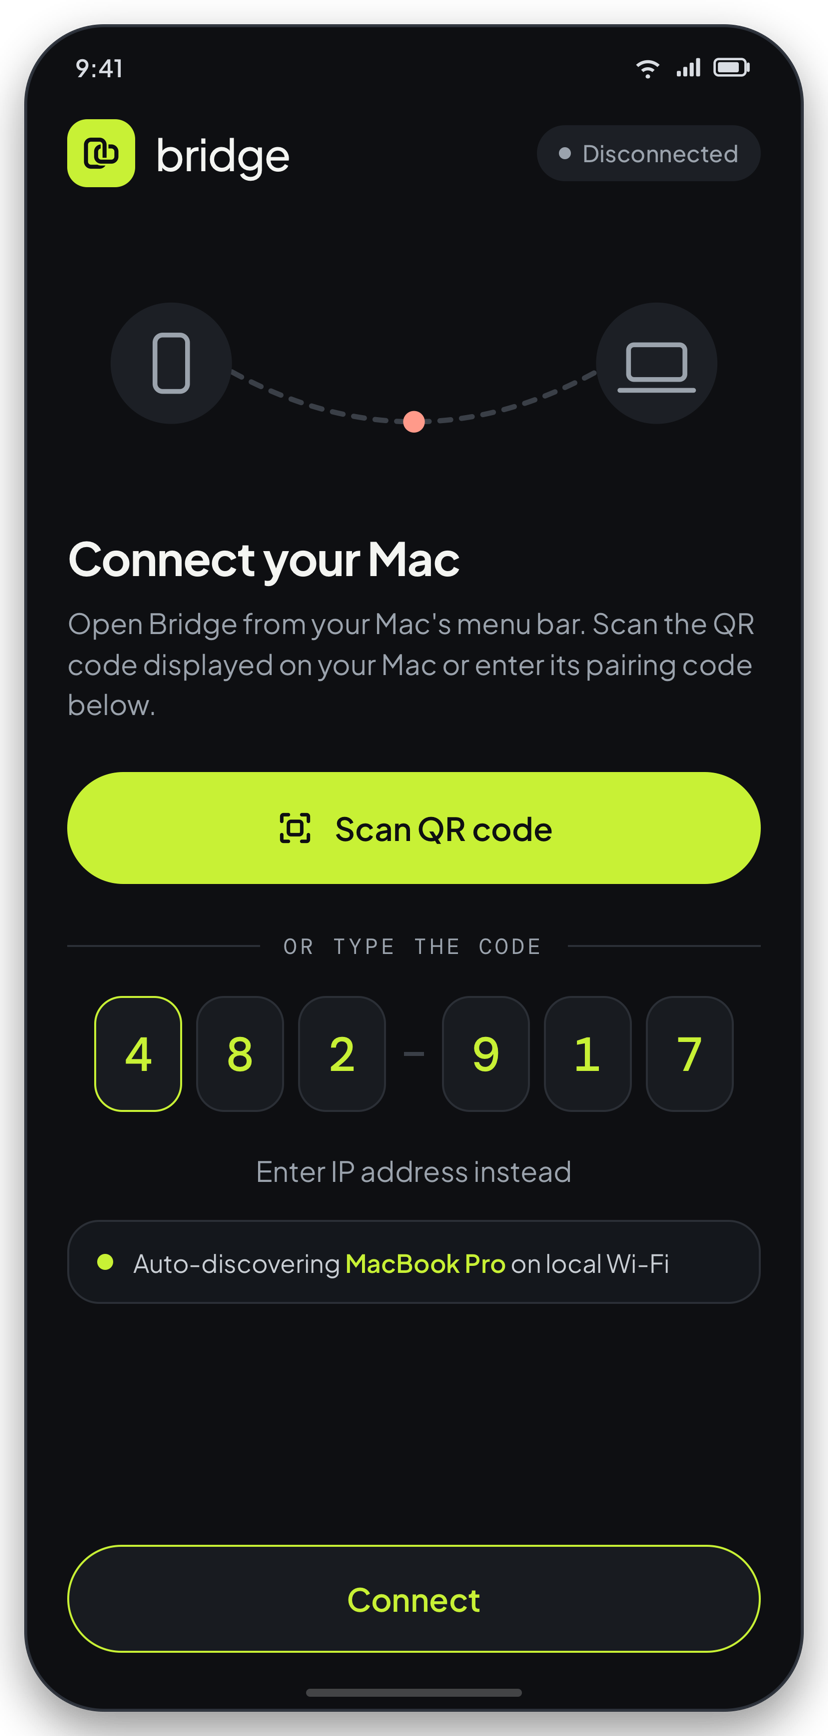 9:41
bridge
Disconnected
Connect your Mac
Open Bridge from your Mac's menu bar. Scan the QR
code displayed on your Mac or enter its pairing code
below.
Scan QR code
OR TYPE THE CODE
4 8 2 – 9 1 7
Enter IP address instead
Auto-discovering MacBook Pro on local Wi-Fi
Connect